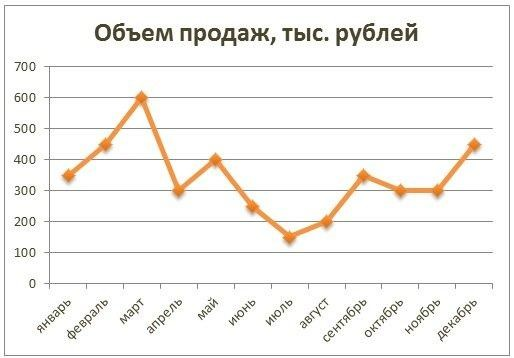 Объем продаж, тыс. рублей
700
600
500
400
300
200
100
0
январь
февраль
март
апрель
май
июнь
июль
август
сентябрь
октябрь
ноябрь
декабрь